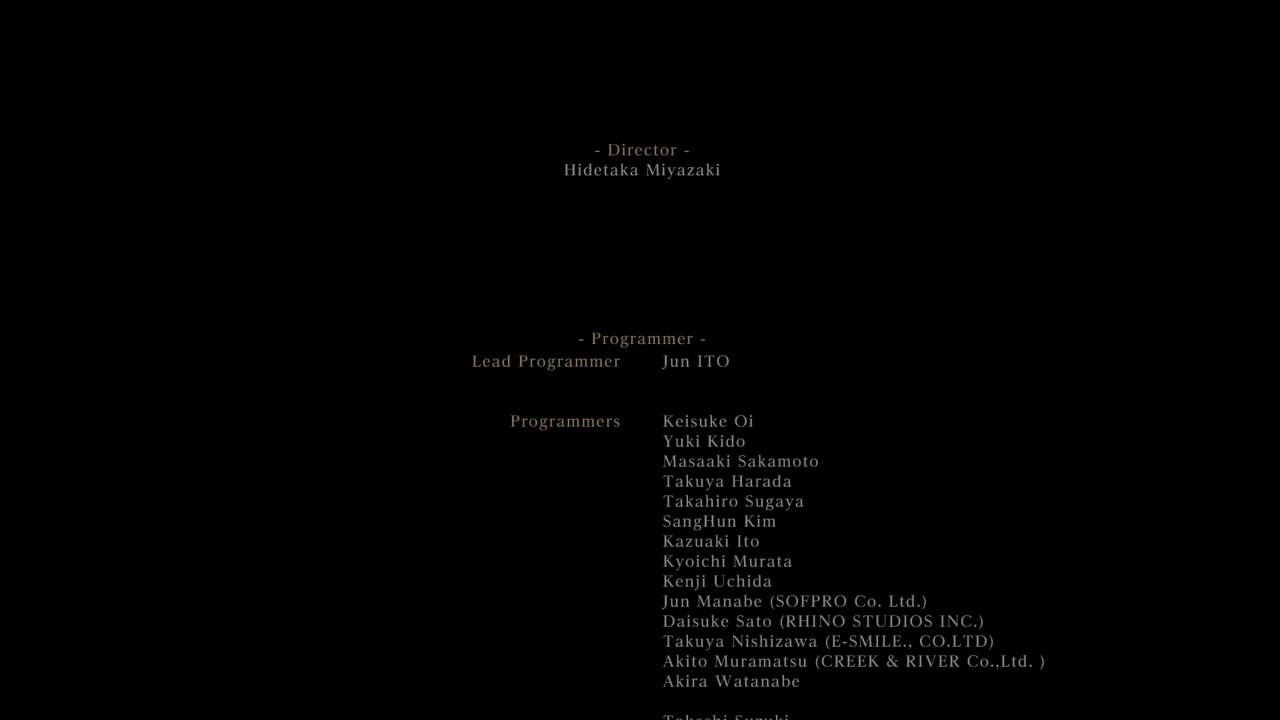 - Director -
Hidetaka Miyazaki
- Programmer -
Lead Programmer Jun ITO
Programmers Keisuke Oi
Yuki Kido
Masaaki Sakamoto
Takuya Harada
Takahiro Sugaya
SangHun Kim
Kazuaki Ito
Kyoichi Murata
Kenji Uchida
Jun Manabe (SOFPRO Co. Ltd.)
Daisuke Sato (RHINO STUDIOS INC.)
Takuya Nishizawa (E-SMILE., CO.LTD)
Akito Muramatsu (CREEK & RIVER Co.,Ltd. )
Akira Watanabe